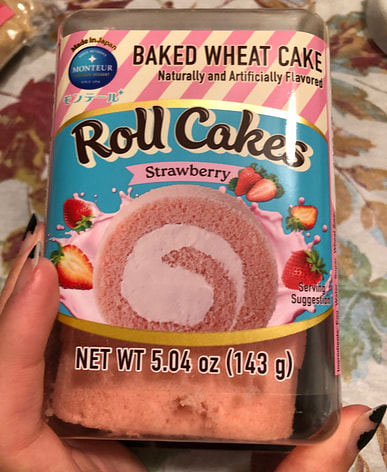 Made In Japan
MONTEUR
モンテール
BAKED WHEAT CAKE
Naturally and Artificially Flavored
Roll Cakes
Strawberry
Serving
Suggestion
NET WT 5.04 oz (143 g)